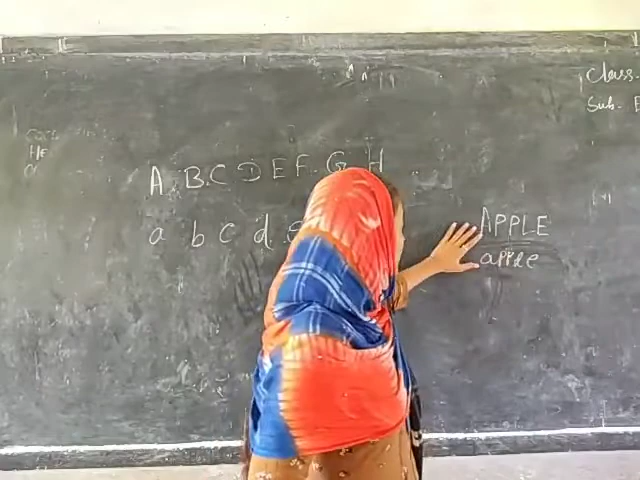 Class.
Sub. E
A B C D E F G H
a b c d e
APPLE
apple